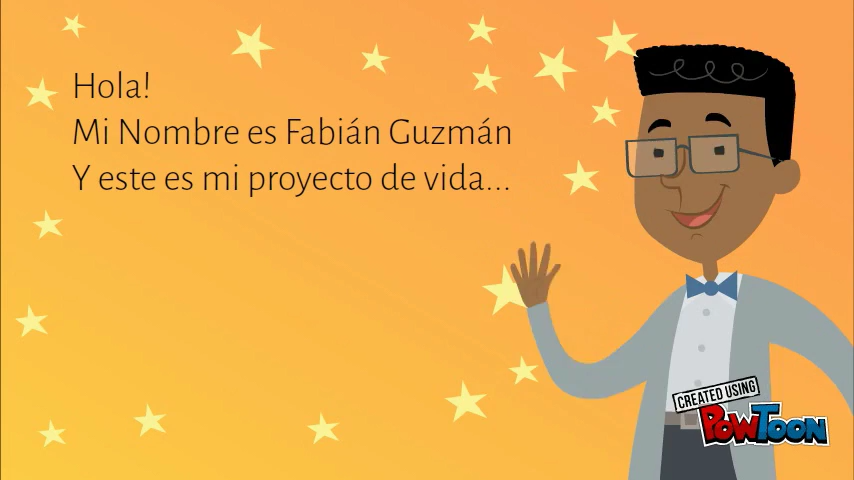 Hola!
Mi Nombre es Fabián Guzmán
Y este es mi proyecto de vida...
CREATED USING
POWTOON